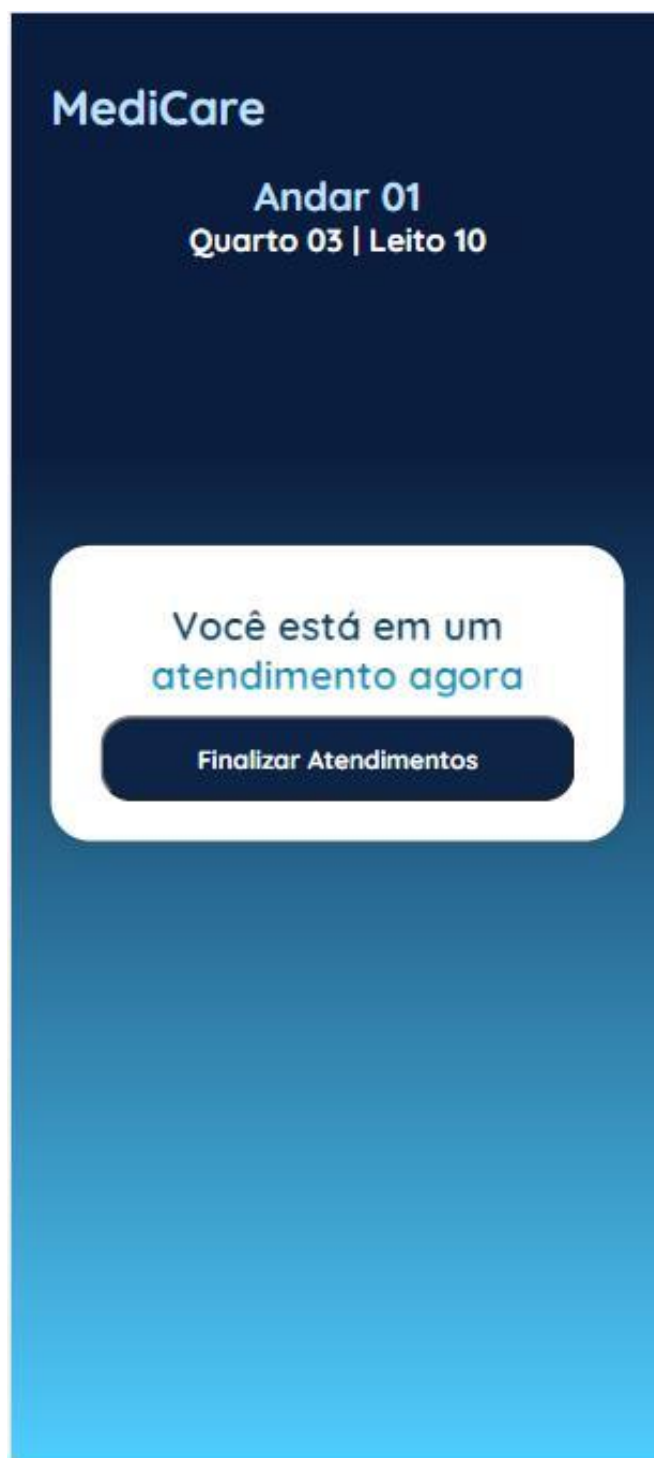 MediCare
Andar 01
Quarto 03 | Leito 10
Você está em um
atendimento agora
Finalizar Atendimentos